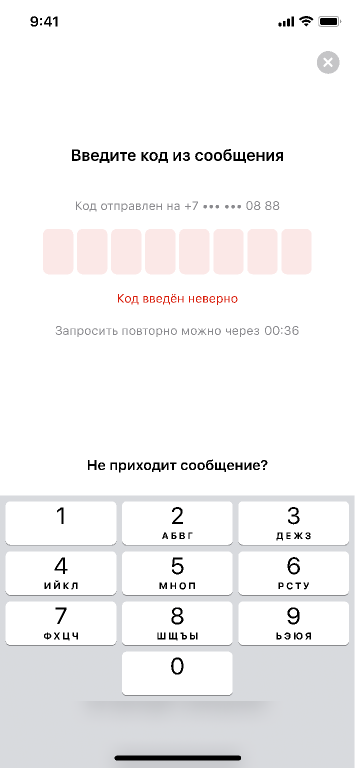 9:41
Введите код из сообщения
Код отправлен на +7 ••• ••• 08 88
Код введён неверно
Запросить повторно можно через 00:36
Не приходит сообщение?
1
2
АБВГ
3
ДЕЖЗ
4
ИЙКЛ
5
МНОП
6
РСТУ
7
ФХЦЧ
8
ШЩЪЫ
9
ЬЭЮЯ
0